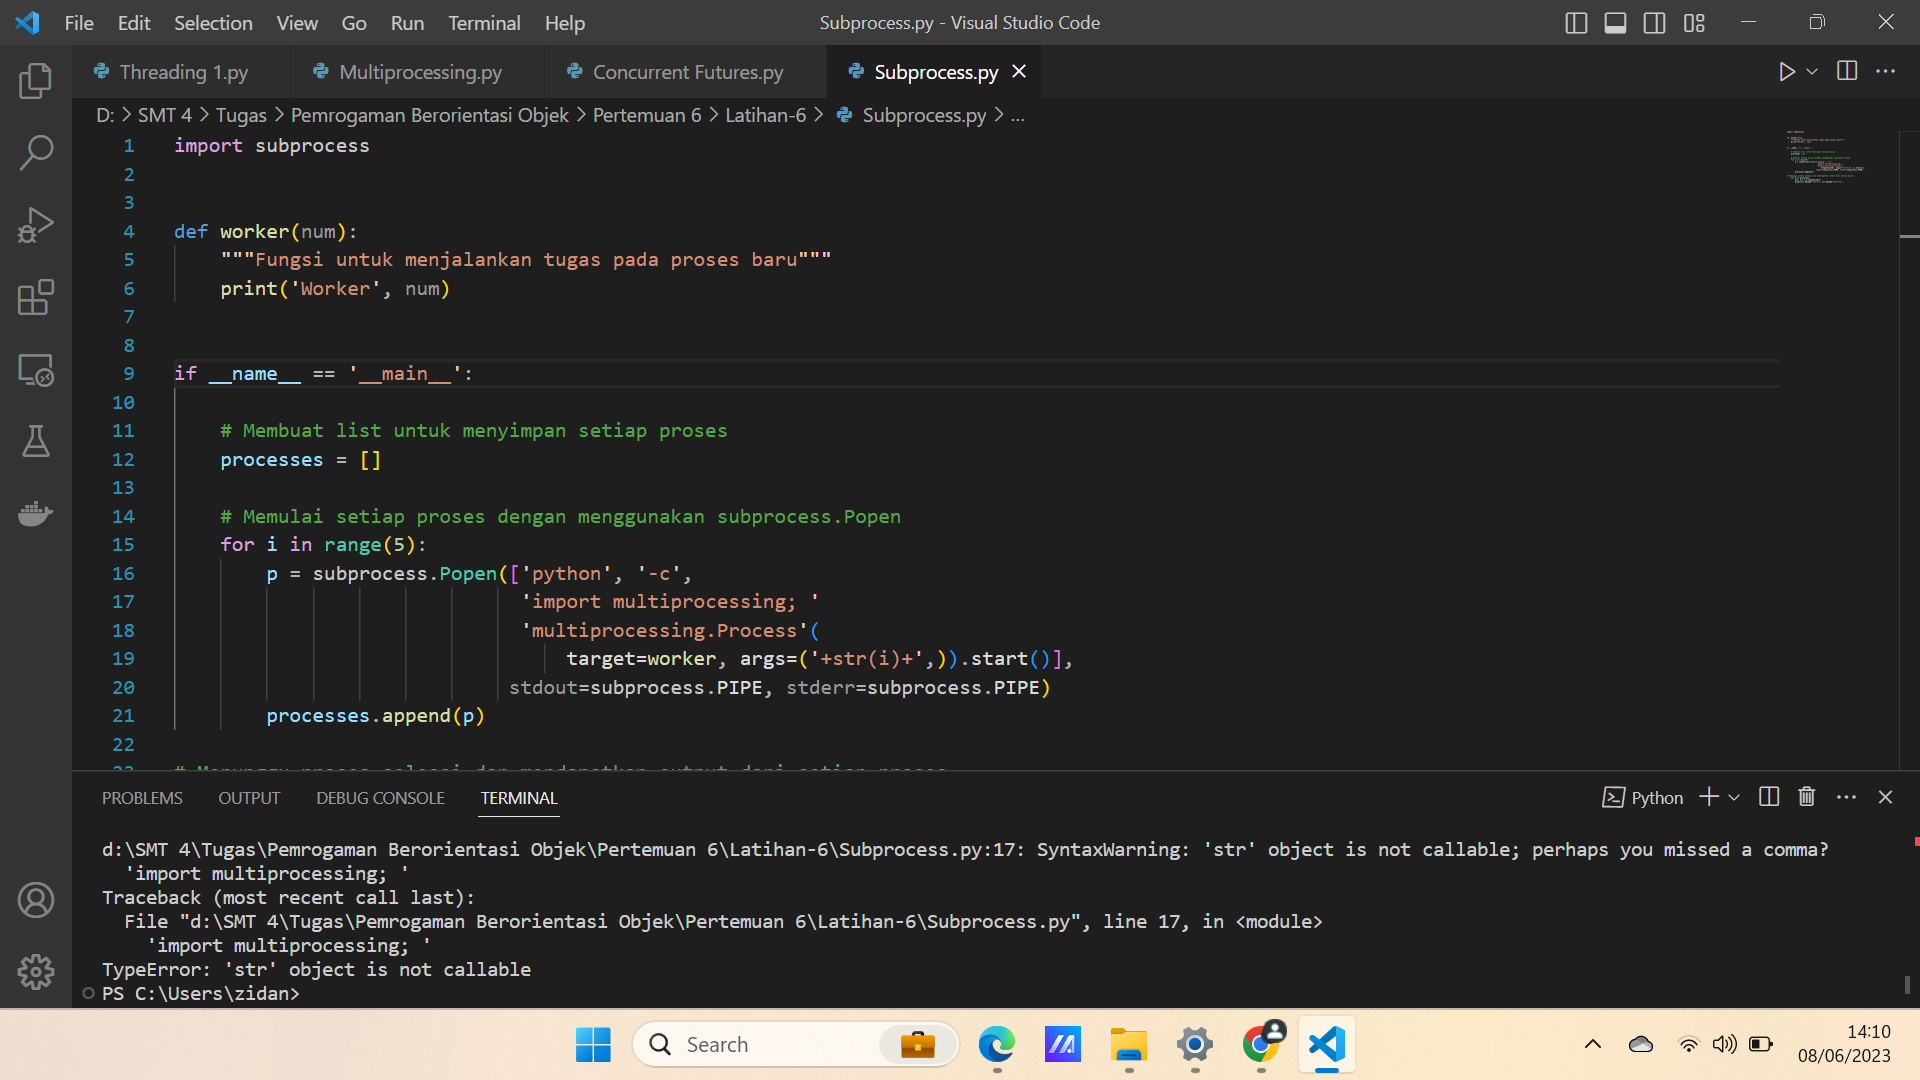 File Edit Selection View Go Run Terminal Help
Subprocess.py - Visual Studio Code
Threading 1.py Multiprocessing.py Concurrent Futures.py Subprocess.py
D: > SMT 4 > Tugas > Pemrogaman Berorientasi Objek > Pertemuan 6 > Latihan-6 > Subprocess.py > ...
1 import subprocess
2
3
4 def worker(num):
5 """Fungsi untuk menjalankan tugas pada proses baru"""
6 print('Worker', num)
7
8
9 if __name__ == '__main__':
10
11 # Membuat list untuk menyimpan setiap proses
12 processes = []
13
14 # Memulai setiap proses dengan menggunakan subprocess.Popen
15 for i in range(5):
16 p = subprocess.Popen(['python', '-c',
17 'import multiprocessing; '
18 'multiprocessing.Process'(
19 target=worker, args=('+str(i)+',)).start()],
20 stdout=subprocess.PIPE, stderr=subprocess.PIPE)
21 processes.append(p)
22
PROBLEMS OUTPUT DEBUG CONSOLE TERMINAL
Python
d:\SMT 4\Tugas\Pemrogaman Berorientasi Objek\Pertemuan 6\Latihan-6\Subprocess.py:17: SyntaxWarning: 'str' object is not callable; perhaps you missed a comma?
'import multiprocessing; '
Traceback (most recent call last):
File "d:\SMT 4\Tugas\Pemrogaman Berorientasi Objek\Pertemuan 6\Latihan-6\Subprocess.py", line 17, in <module>
'import multiprocessing; '
TypeError: 'str' object is not callable
PS C:\Users\zidan>
Search
14:10
08/06/2023